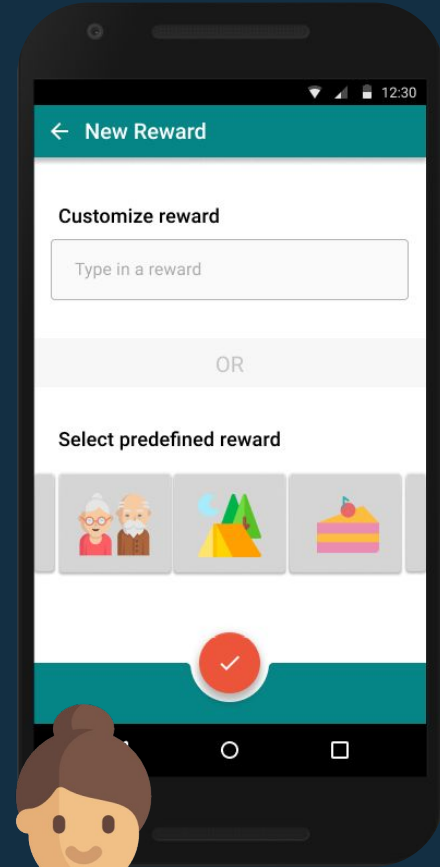 12:30
New Reward
Customize reward
Type in a reward
OR
Select predefined reward